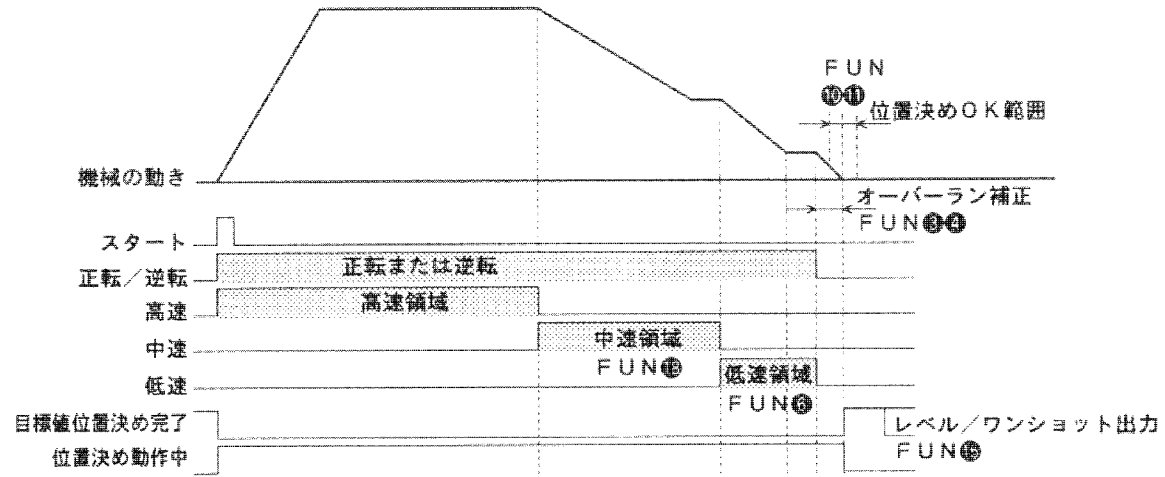 FUN
⑩⑪
位置決めOK範囲
機械の動き
オーバーラン補正
FUN❸❹
スタート
正転／逆転
正転または逆転
高速
高速領域
中速
中速領域
FUN
低速
低速領域
FUN❻
目標値位置決め完了
レベル／ワンショット出力
位置決め動作中
FUN